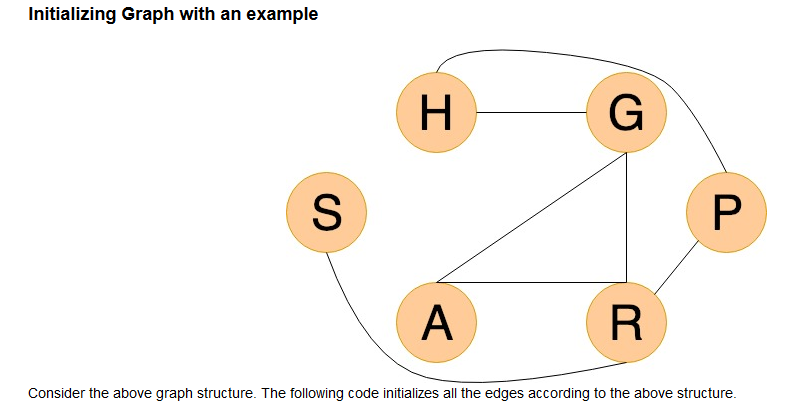 Initializing Graph with an example
H
G
S
P
A
R
Consider the above graph structure. The following code initializes all the edges according to the above structure.